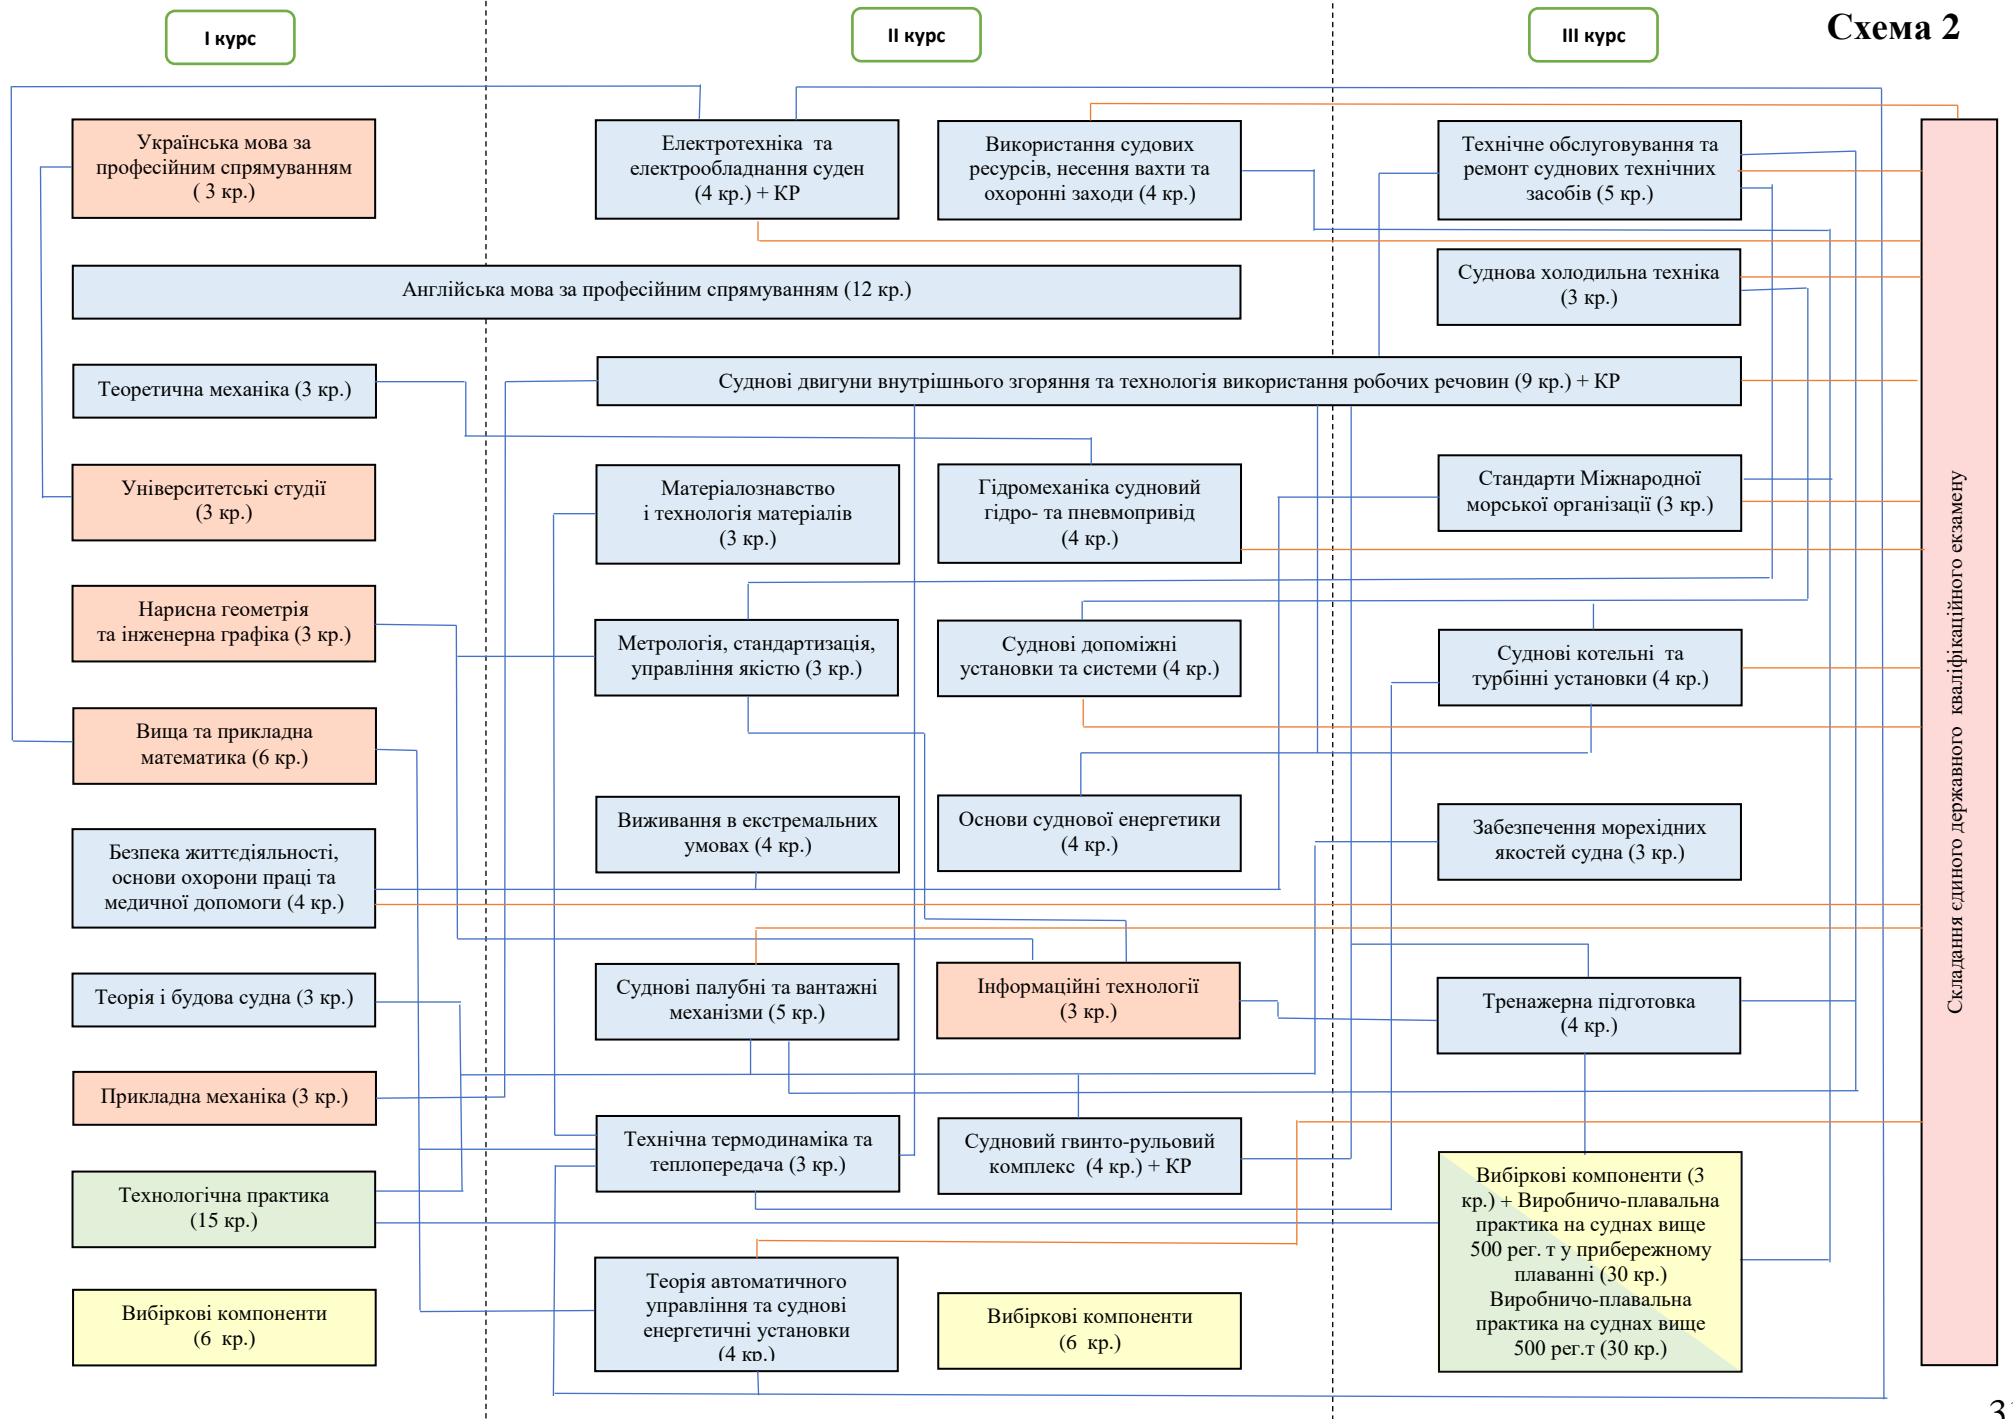 I курс
II курс
III курс
Схема 2
Українська мова за
професійним спрямуванням
( 3 кр.)
Електротехніка та
електрообладнання суден
(4 кр.) + КР
Використання судових
ресурсів, несення вахти та
охоронні заходи (4 кр.)
Технічне обслуговування та
ремонт суднових технічних
засобів (5 кр.)
Англійська мова за професійним спрямуванням (12 кр.)
Суднова холодильна техніка
(3 кр.)
Теоретична механіка (3 кр.)
Суднові двигуни внутрішнього згоряння та технологія використання робочих речовин (9 кр.) + КР
Університетські студії
(3 кр.)
Матеріалознавство
і технологія матеріалів
(3 кр.)
Гідромеханіка судновий
гідро- та пневмопривід
(4 кр.)
Стандарти Міжнародної
морської організації (3 кр.)
Нарисна геометрія
та інженерна графіка (3 кр.)
Метрологія, стандартизація,
управління якістю (3 кр.)
Суднові допоміжні
установки та системи (4 кр.)
Суднові котельні та
турбінні установки (4 кр.)
Вища та прикладна
математика (6 кр.)
Безпека життєдіяльності,
основи охорони праці та
медичної допомоги (4 кр.)
Виживання в екстремальних
умовах (4 кр.)
Основи суднової енергетики
(4 кр.)
Забезпечення морехідних
якостей судна (3 кр.)
Теорія і будова судна (3 кр.)
Суднові палубні та вантажні
механізми (5 кр.)
Інформаційні технології
(3 кр.)
Тренажерна підготовка
(4 кр.)
Прикладна механіка (3 кр.)
Технічна термодинаміка та
теплопередача (3 кр.)
Судновий гвинто-рульовий
комплекс (4 кр.) + КР
Технологічна практика
(15 кр.)
Вибіркові компоненти (3
кр.) + Виробничо-плавальна
практика на суднах вище
500 рег. т у прибережному
плаванні (30 кр.)
Виробничо-плавальна
практика на суднах вище
500 рег.т (30 кр.)
Вибіркові компоненти
(6 кр.)
Теорія автоматичного
управління та суднові
енергетичні установки
(4 кр.)
Вибіркові компоненти
(6 кр.)
Складання єдиного державного кваліфікаційного екзамену
3